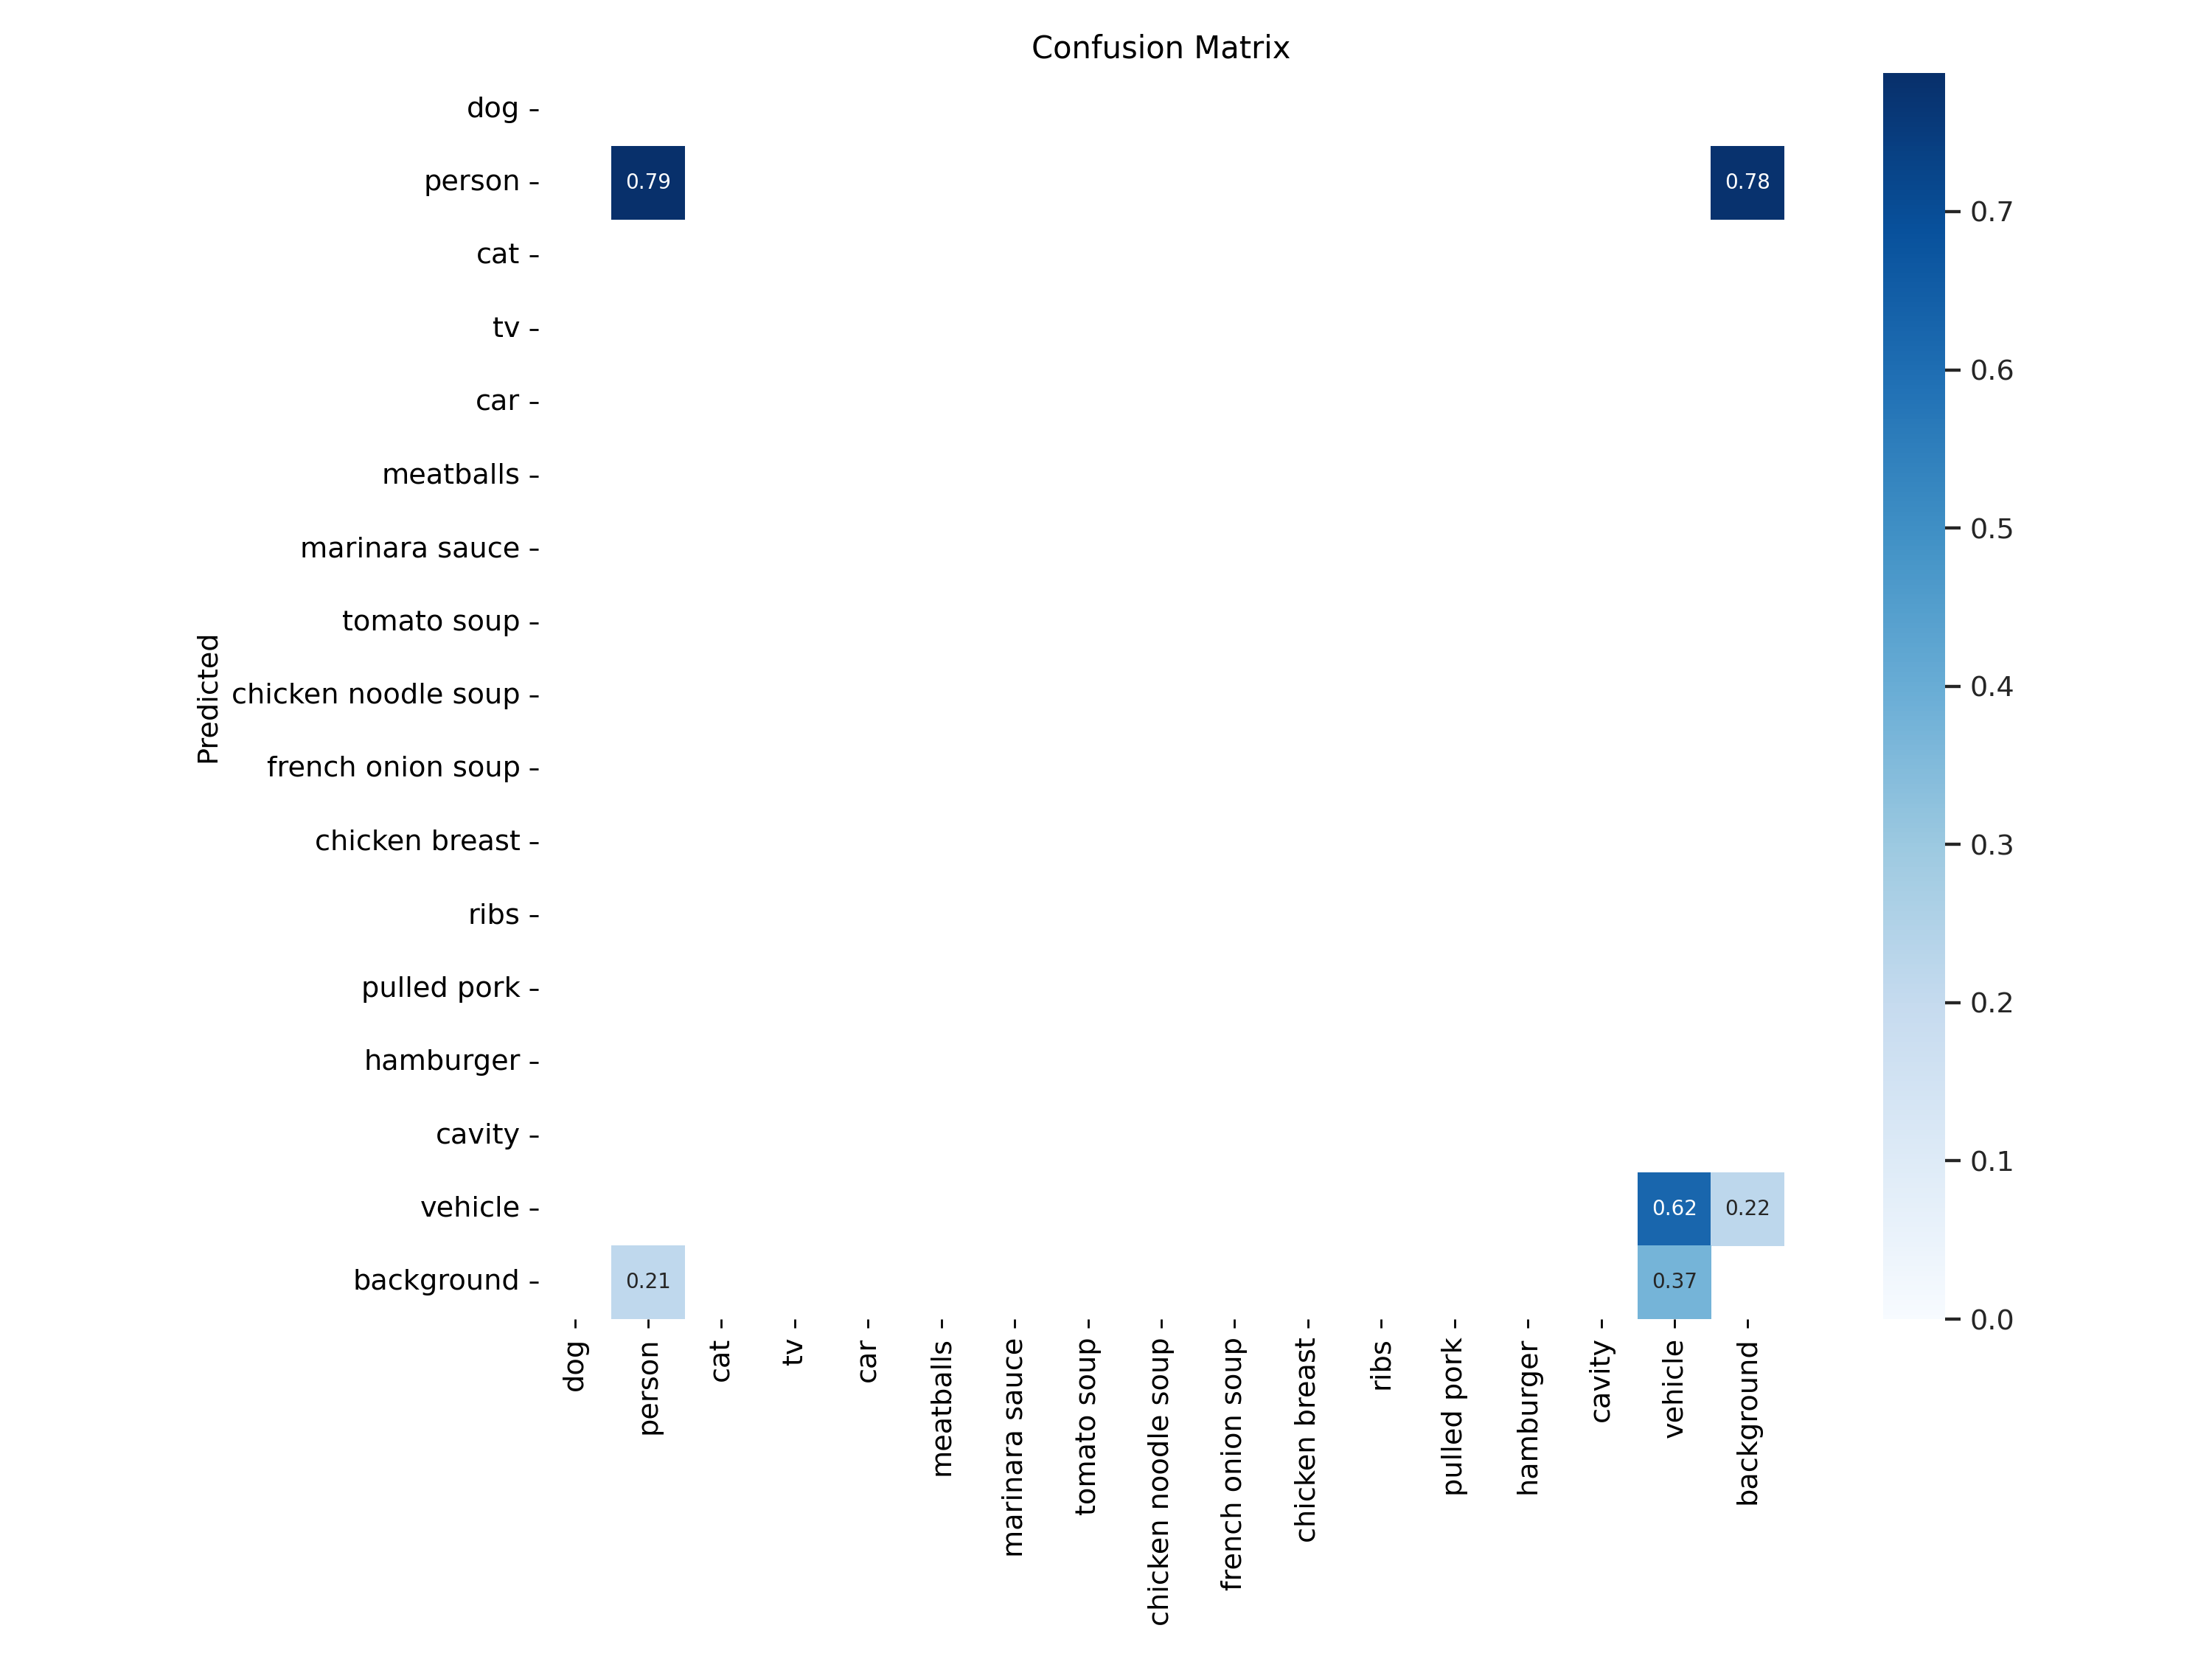 Confusion Matrix
Predicted
dog
person
cat
tv
car
meatballs
marinara sauce
tomato soup
chicken noodle soup
french onion soup
chicken breast
ribs
pulled pork
hamburger
cavity
vehicle
background
0.79
0.78
0.62
0.22
0.21
0.37
dog
person
cat
tv
car
meatballs
marinara sauce
tomato soup
chicken noodle soup
french onion soup
chicken breast
ribs
pulled pork
hamburger
cavity
vehicle
background
0.7
0.6
0.5
0.4
0.3
0.2
0.1
0.0